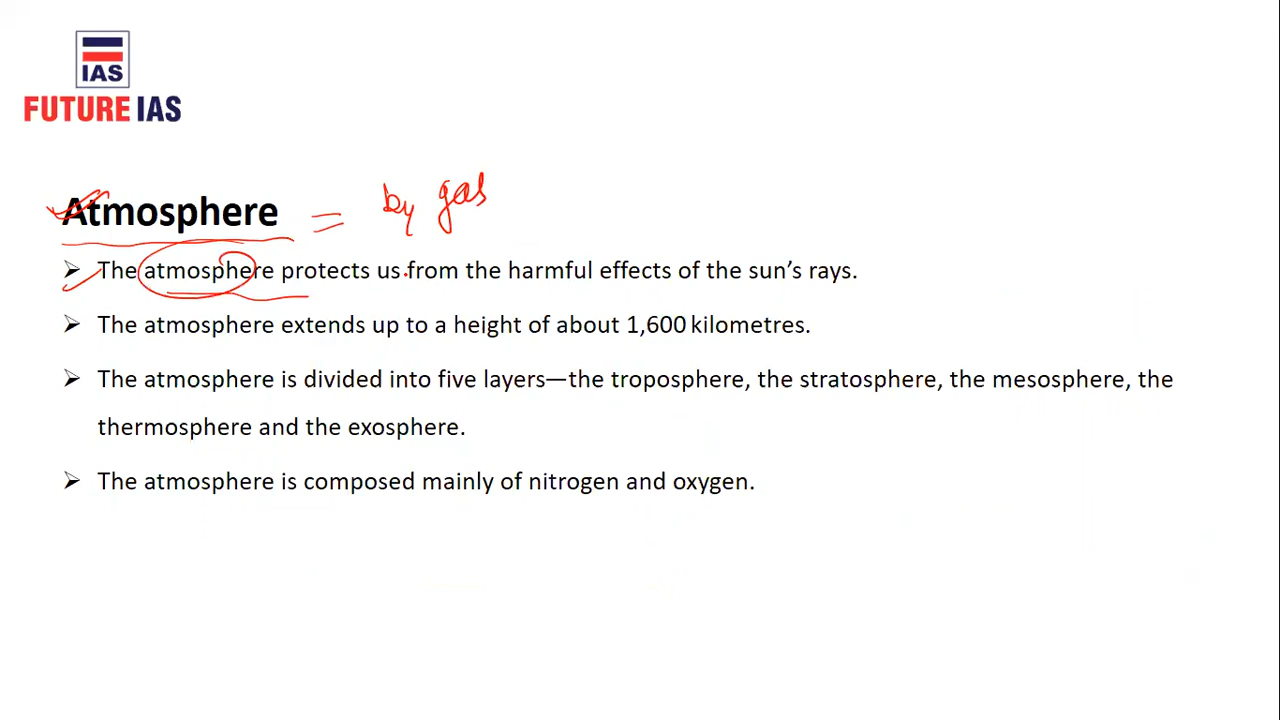 IAS
FUTURE IAS
Atmosphere = by gas
➤ The atmosphere protects us from the harmful effects of the sun’s rays.
➤ The atmosphere extends up to a height of about 1,600 kilometres.
➤ The atmosphere is divided into five layers—the troposphere, the stratosphere, the mesosphere, the
thermosphere and the exosphere.
➤ The atmosphere is composed mainly of nitrogen and oxygen.